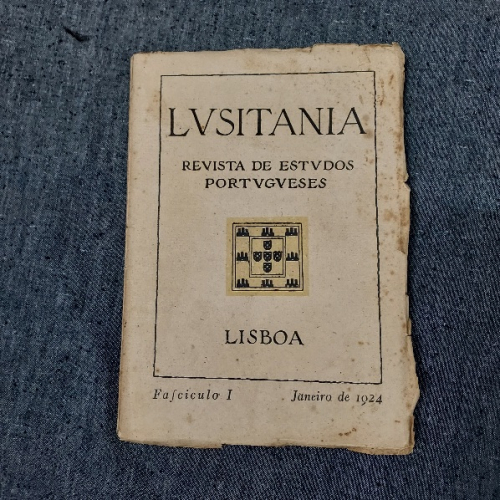 LVSITANIA
REVISTA DE ESTVDOS
PORTVGVESES
LISBOA
Faſciculo I Janeiro de 1924